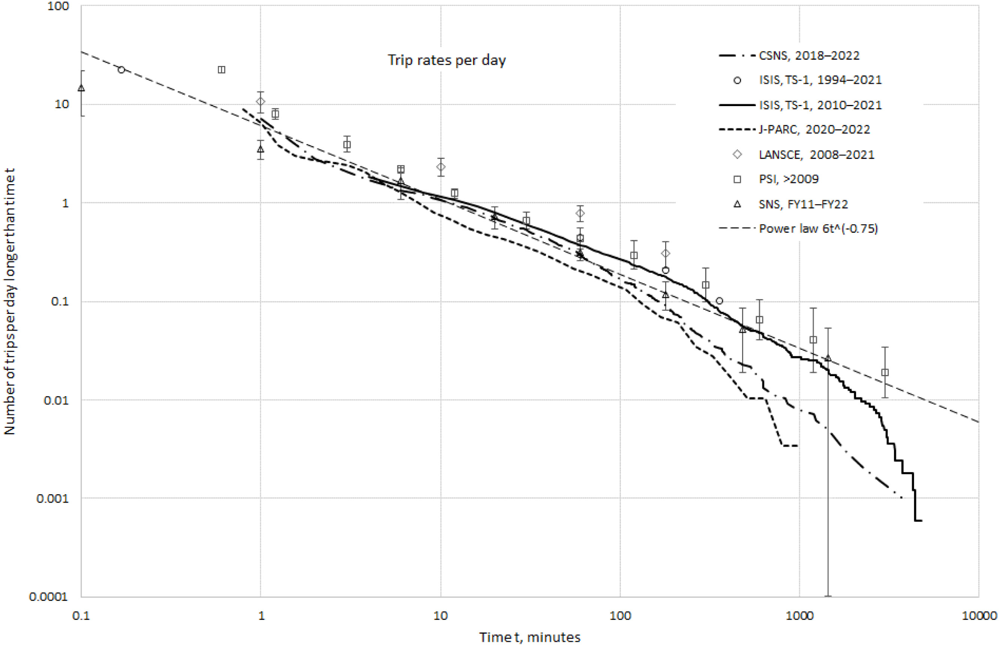 100
10
1
0.1
0.01
0.001
0.0001
Number of trips per day longer than time t
Trip rates per day
CSNS, 2018–2022
ISIS, TS-1, 1994–2021
ISIS, TS-1, 2010–2021
J-PARC, 2020–2022
LANSCE, 2008–2021
PSI, >2009
SNS, FY11–FY22
Power law 6t^(-0.75)
0.1 1 10 100 1000 10000
Time t, minutes